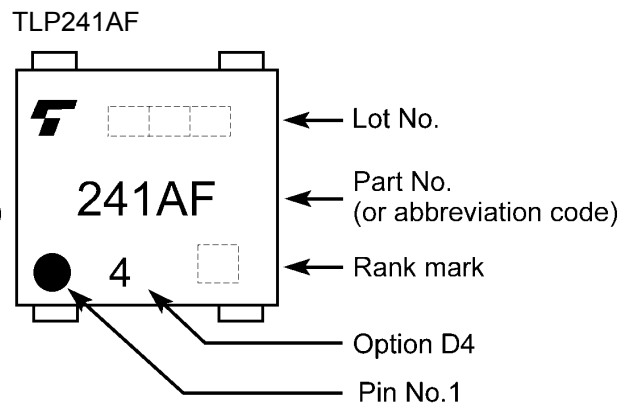 TLP241AF
Lot No.
241AF
Part No.
(or abbreviation code)
Rank mark
4
Option D4
Pin No.1
)